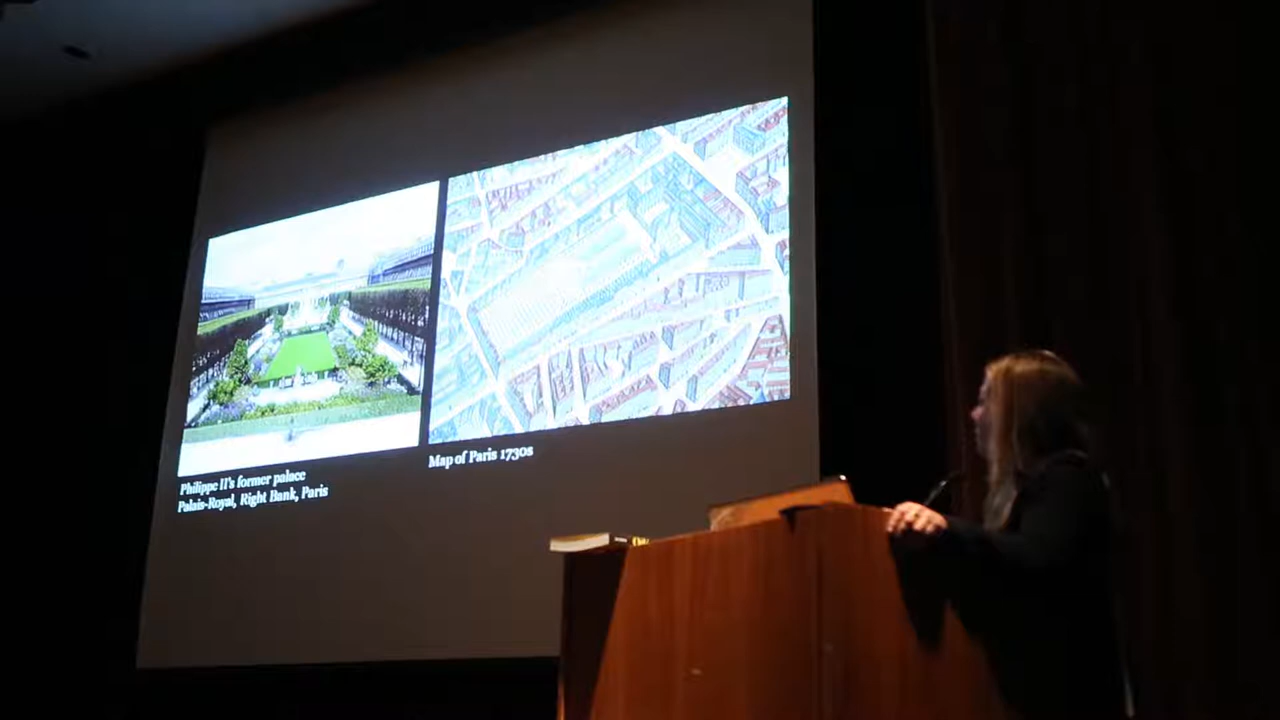 Philippe II's former palace
Palais-Royal, Right Bank, Paris
Map of Paris 1730s